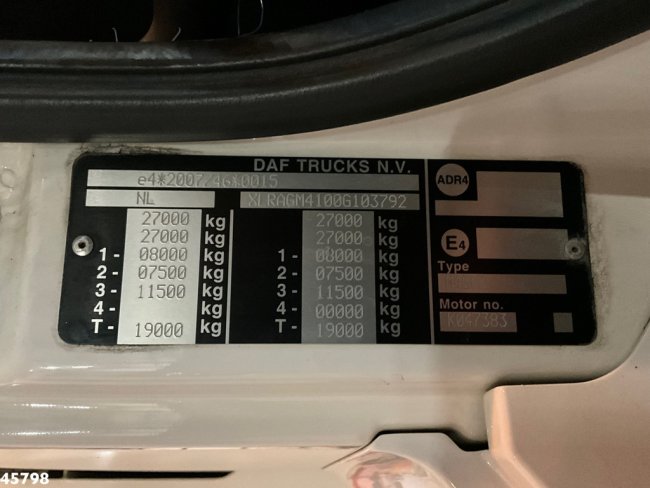 DAF TRUCKS N.V.
e4*2007/46*0015
NL XLRAGM4100G103792
27000 kg 27000 kg
27000 kg 27000 kg
1- 08000 kg 1- 08000 kg
2- 07500 kg 2- 07500 kg
3- 11500 kg 3- 11500 kg
4- kg 4- 00000 kg
T- 19000 kg T- 19000 kg
ADR4
E4
Type
Motor no.
K047383
45798